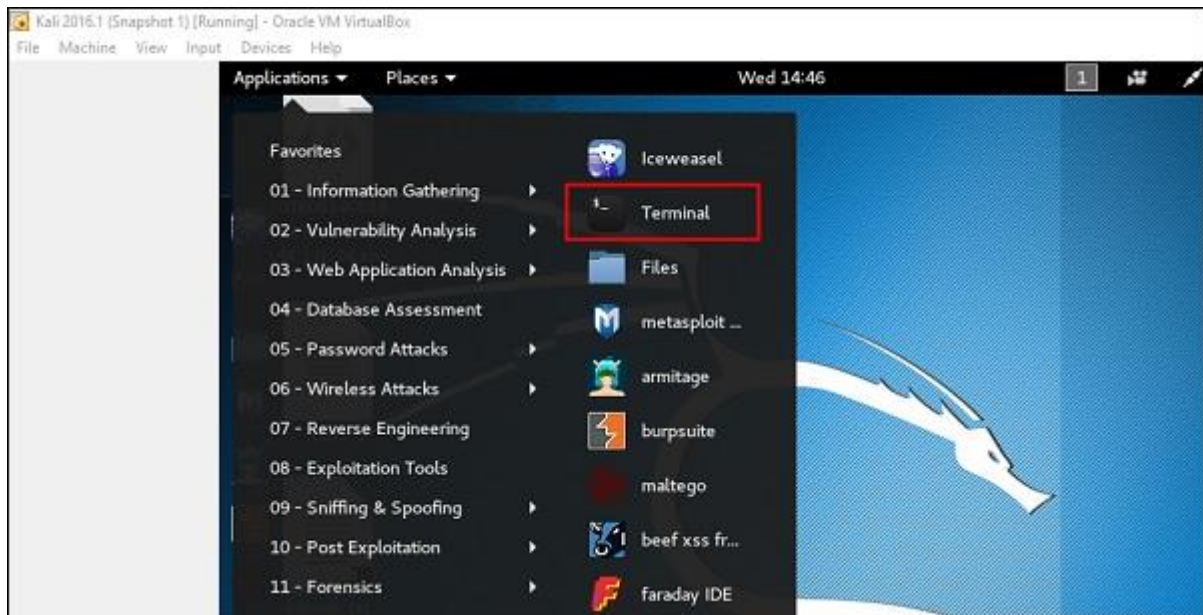 Kali 2016.1 (Snapshot 1) [Running] - Oracle VM VirtualBox
File Machine View Input Devices Help
Applications Places Wed 14:46 1
Favorites
01 - Information Gathering
02 - Vulnerability Analysis
03 - Web Application Analysis
04 - Database Assessment
05 - Password Attacks
06 - Wireless Attacks
07 - Reverse Engineering
08 - Exploitation Tools
09 - Sniffing & Spoofing
10 - Post Exploitation
11 - Forensics
Iceweasel
Terminal
Files
metasploit ...
armitage
burpsuite
maltego
beef xss fr...
faraday IDE